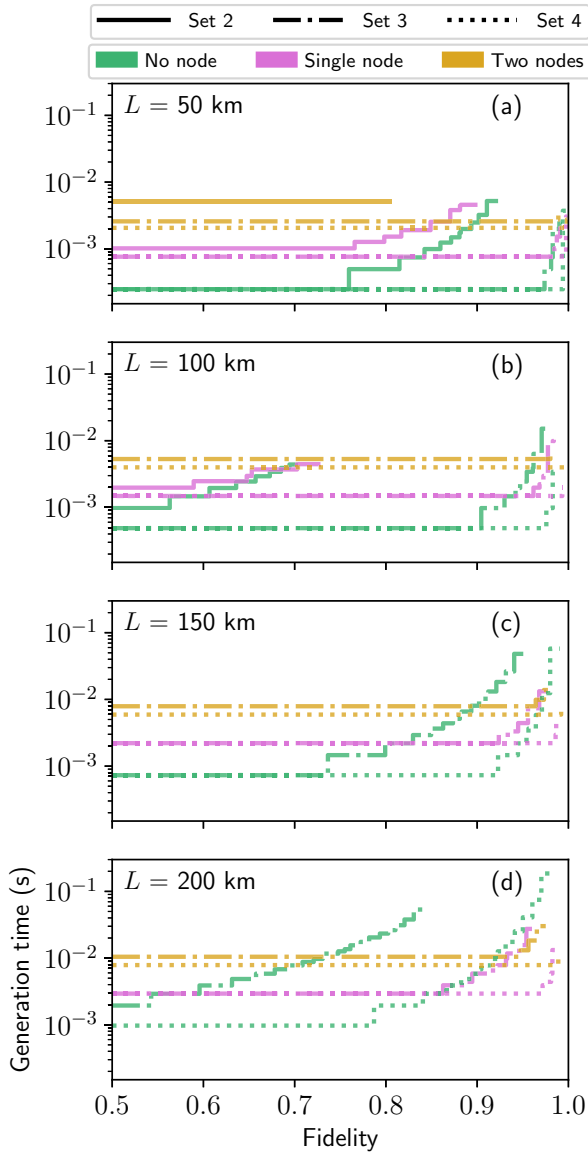 Set 2 Set 3 Set 4
No node Single node Two nodes
L = 50 km (a)
10⁻¹
10⁻²
10⁻³
L = 100 km (b)
10⁻¹
10⁻²
10⁻³
L = 150 km (c)
10⁻¹
10⁻²
10⁻³
L = 200 km (d)
10⁻¹
10⁻²
10⁻³
Generation time (s)
0.5 0.6 0.7 0.8 0.9 1.0
Fidelity